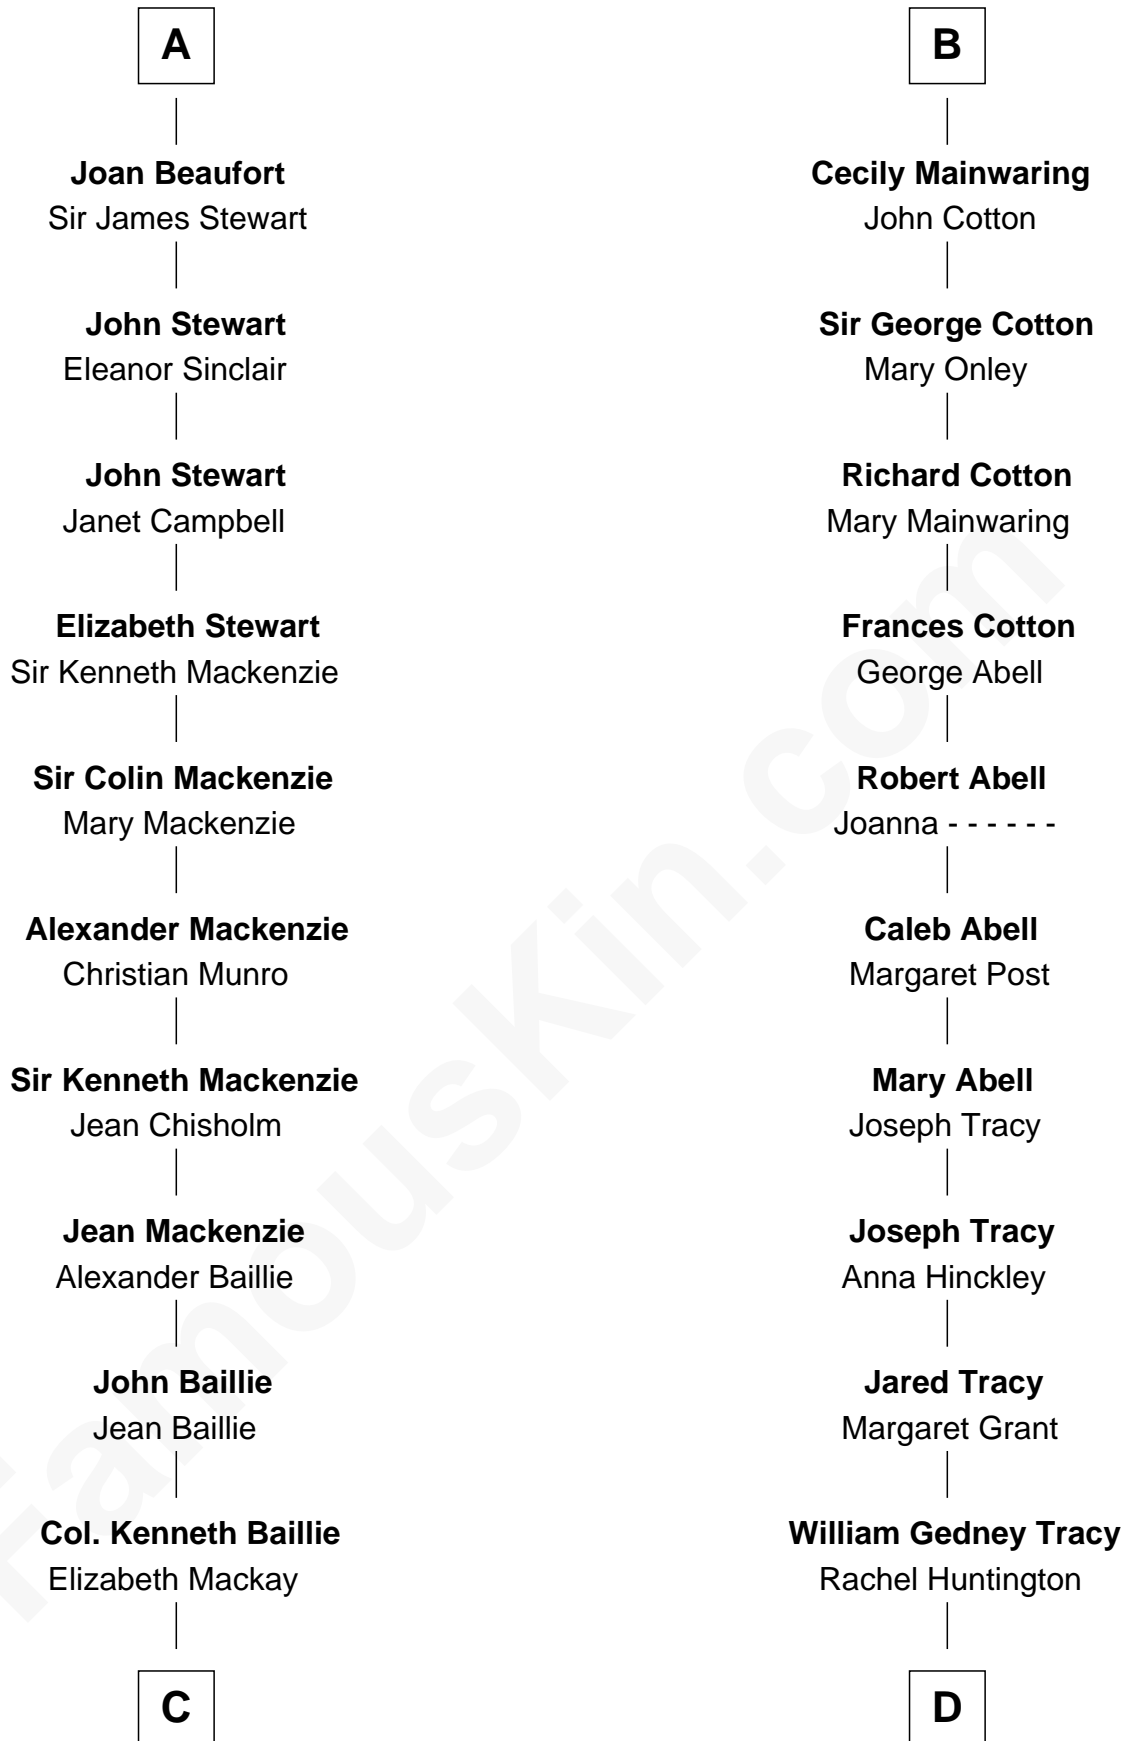 A
Joan Beaufort
Sir James Stewart
John Stewart
Eleanor Sinclair
John Stewart
Janet Campbell
Elizabeth Stewart
Sir Kenneth Mackenzie
Sir Colin Mackenzie
Mary Mackenzie
Alexander Mackenzie
Christian Munro
Sir Kenneth Mackenzie
Jean Chisholm
Jean Mackenzie
Alexander Baillie
John Baillie
Jean Baillie
Col. Kenneth Baillie
Elizabeth Mackay
C
B
Cecily Mainwaring
John Cotton
Sir George Cotton
Mary Onley
Richard Cotton
Mary Mainwaring
Frances Cotton
George Abell
Robert Abell
Joanna - - - - - -
Caleb Abell
Margaret Post
Mary Abell
Joseph Tracy
Joseph Tracy
Anna Hinckley
Jared Tracy
Margaret Grant
William Gedney Tracy
Rachel Huntington
D
FamousKin.com